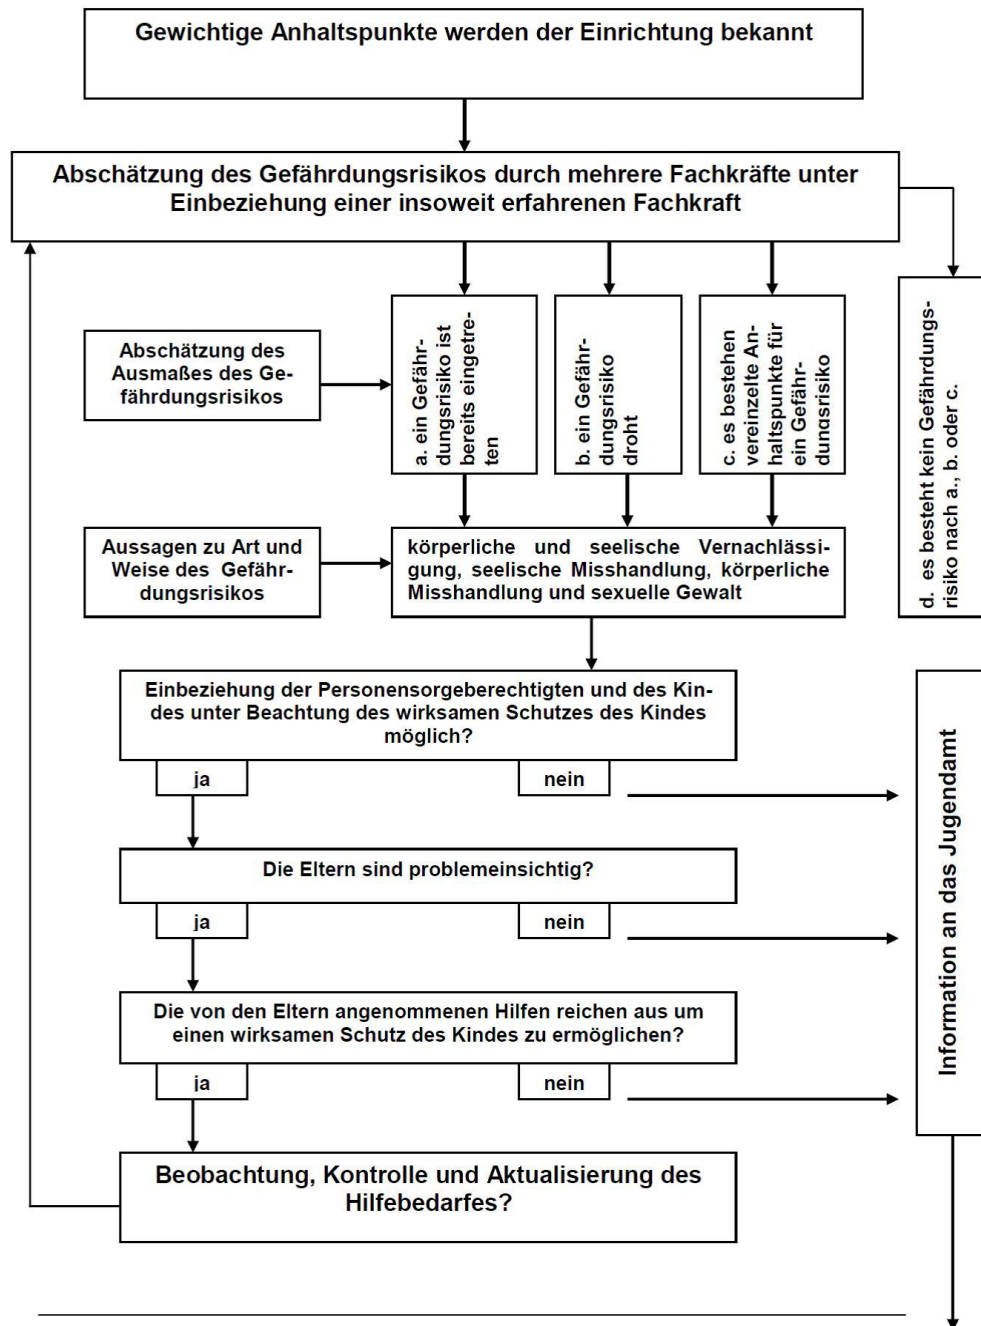 Gewichtige Anhaltspunkte werden der Einrichtung bekannt
Abschätzung des Gefährdungsrisikos durch mehrere Fachkräfte unter
Einbeziehung einer insoweit erfahrenen Fachkraft
Abschätzung des
Ausmaßes des Ge-
fährdungsrisikos
a. ein Gefähr-
dungsrisiko ist
bereits eingetre-
ten
b. ein Gefähr-
dungsrisiko
droht
c. es bestehen
vereinzelte An-
haltspunkte für
ein Gefähr-
dungsrisiko
d. es besteht kein Gefährdungs-
risiko nach a., b. oder c.
Aussagen zu Art und
Weise des Gefähr-
dungsrisikos
körperliche und seelische Vernachlässi-
gung, seelische Misshandlung, körperliche
Misshandlung und sexuelle Gewalt
Einbeziehung der Personensorgeberechtigten und des Kin-
des unter Beachtung des wirksamen Schutzes des Kindes
möglich?
ja
nein
Die Eltern sind problemeinsichtig?
ja
nein
Die von den Eltern angenommenen Hilfen reichen aus um
einen wirksamen Schutz des Kindes zu ermöglichen?
ja
nein
Information an das Jugendamt
Beobachtung, Kontrolle und Aktualisierung des
Hilfebedarfes?